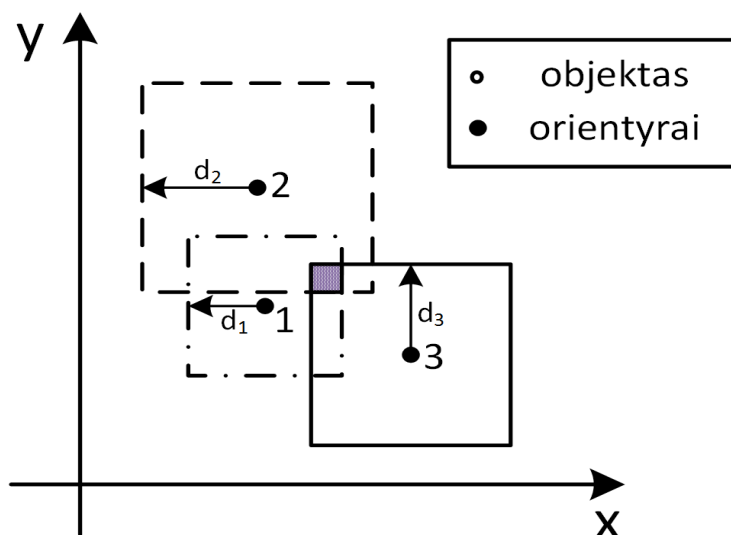 y
objektas
orientyrai
d₂
2
d₁
1
d₃
3
x